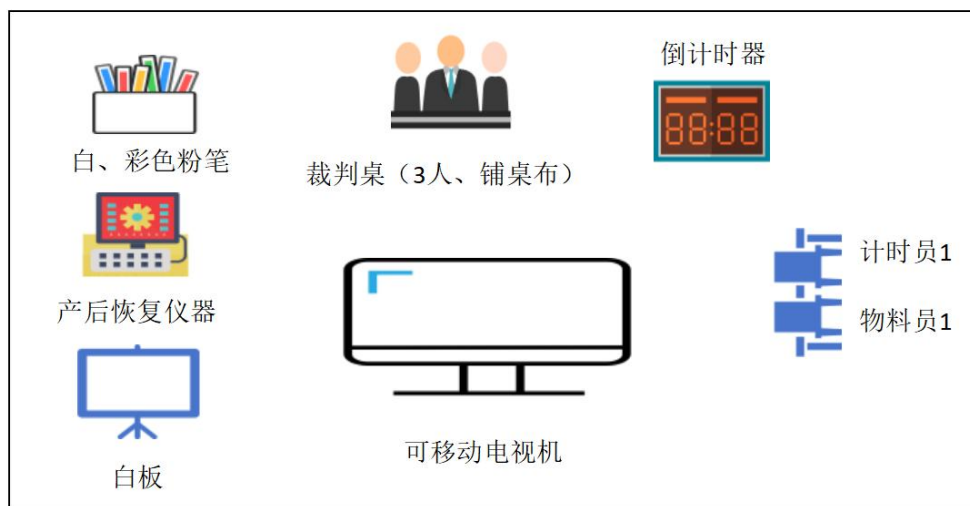 倒计时器
88:88
白、彩色粉笔
裁判桌（3人、铺桌布）
计时员1
产后恢复仪器
物料员1
可移动电视机
白板